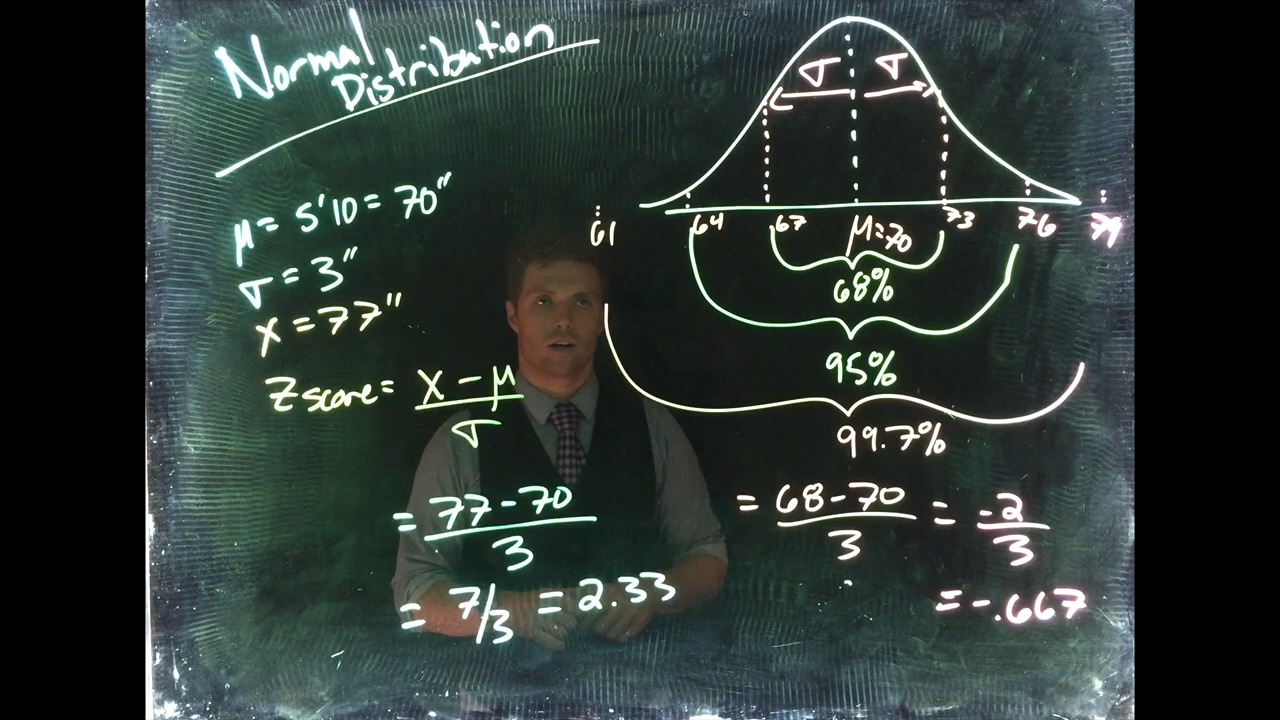 Normal
Distribution
μ = 5'10 = 70"
σ = 3"
x = 77"
Z score = (x - μ) / σ
= (77 - 70) / 3
= 7/3 = 2.33
σ σ
61 64 67 μ=70 73 76 79
68%
95%
99.7%
= (68 - 70) / 3 = -2 / 3
= -.667